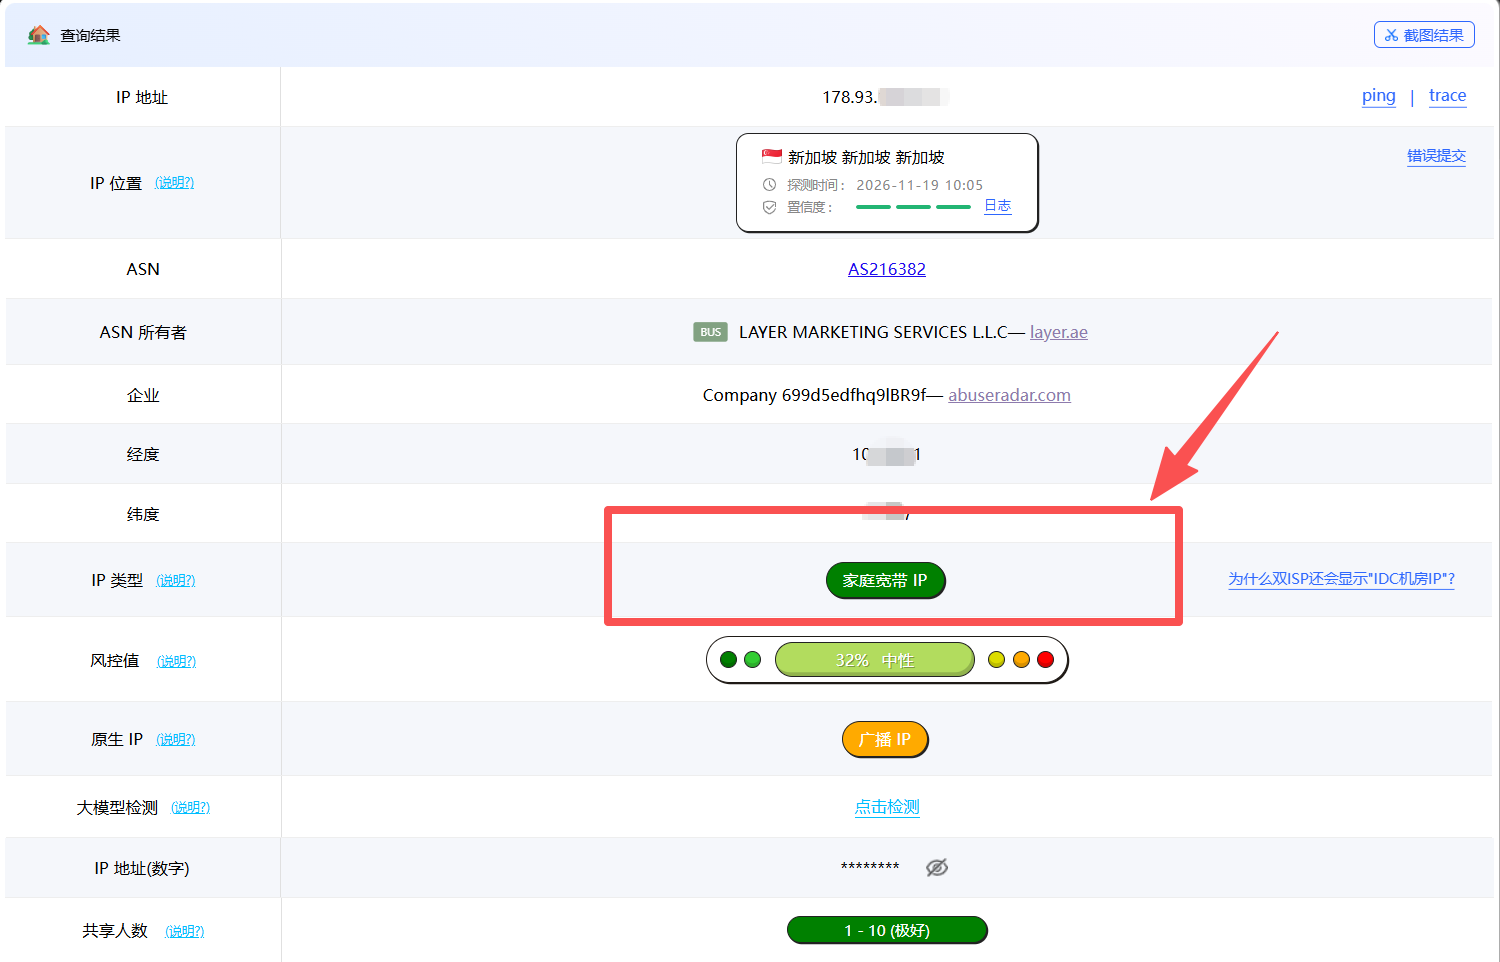 查询结果
截图结果
IP 地址
178.93.
ping | trace
IP 位置 (说明?)
新加坡 新加坡 新加坡
探测时间: 2026-11-19 10:05
置信度: 日志
错误提交
ASN
AS216382
ASN 所有者
BUS LAYER MARKETING SERVICES L.L.C— layer.ae
企业
Company 699d5edfhq9lBR9f— abuseradar.com
经度
10 1
纬度
IP 类型 (说明?)
家庭宽带 IP
为什么双ISP还会显示"IDC机房IP"?
风控值 (说明?)
32% 中性
原生 IP (说明?)
广播 IP
大模型检测 (说明?)
点击检测
IP 地址(数字)
********
共享人数 (说明?)
1 - 10 (极好)